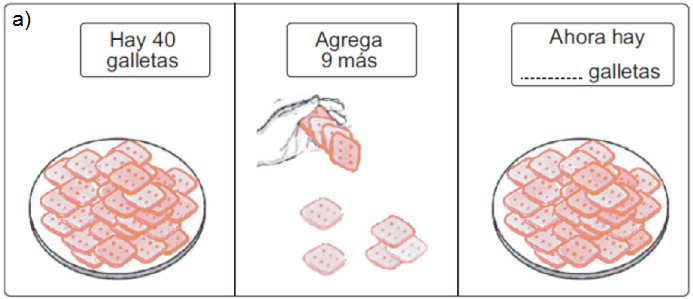 a)
Hay 40
galletas
Agrega
9 más
Ahora hay
............ galletas